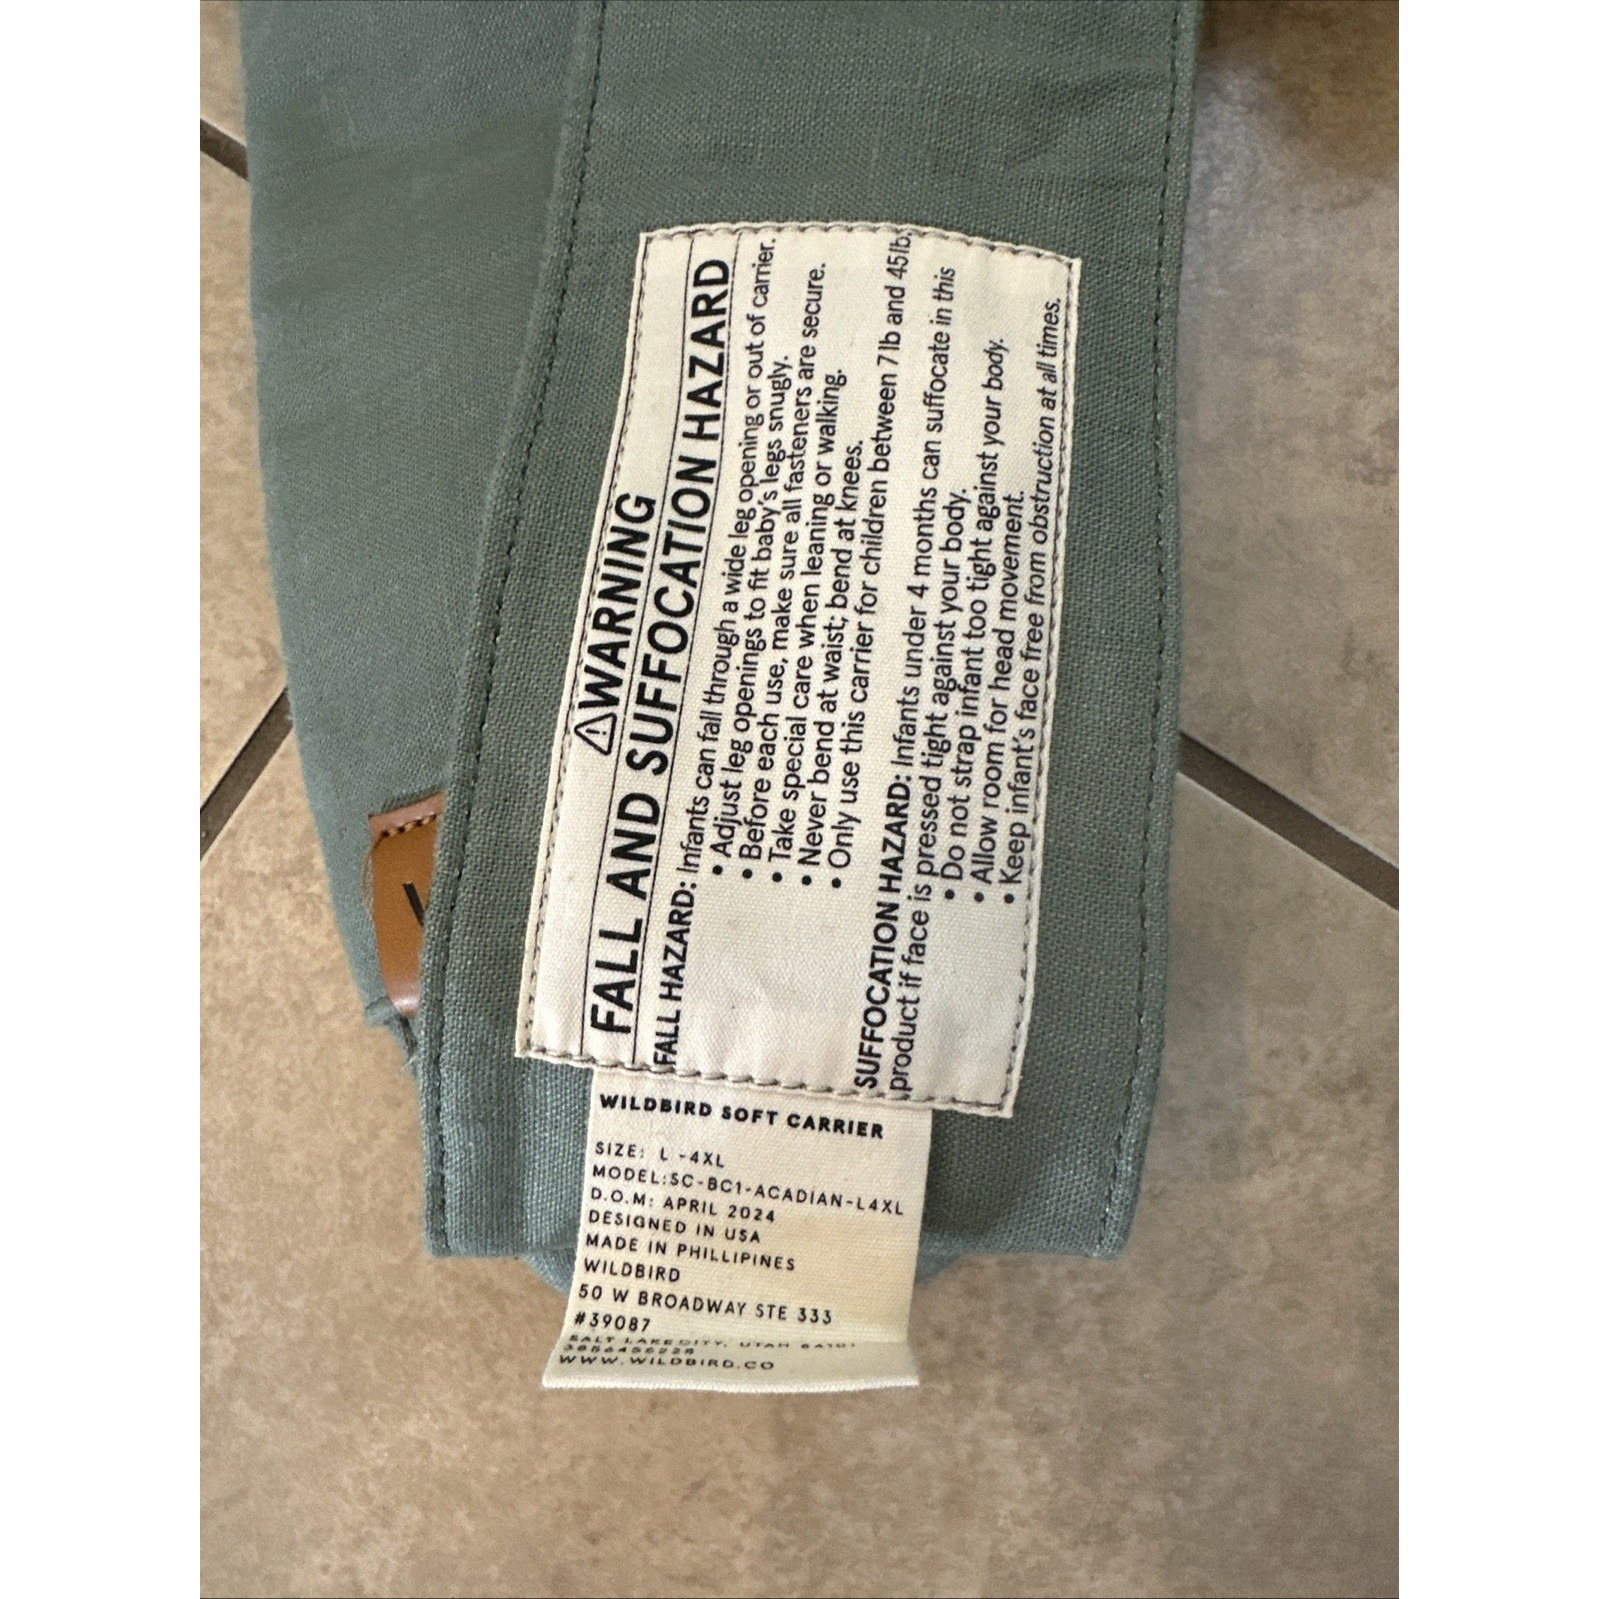 ⚠WARNING
FALL AND SUFFOCATION HAZARD
FALL HAZARD: Infants can fall through a wide leg opening or out of carrier.
• Adjust leg openings to fit baby's legs snugly.
• Before each use, make sure all fasteners are secure.
• Take special care when leaning or walking.
• Never bend at waist; bend at knees.
• Only use this carrier for children between 7lb and 45lb.
SUFFOCATION HAZARD: Infants under 4 months can suffocate in this
product if face is pressed tight against your body.
• Do not strap infant too tight against your body.
• Allow room for head movement.
• Keep infant's face free from obstruction at all times.
WILDBIRD SOFT CARRIER
SIZE: L -4XL
MODEL:SC-BC1-ACADIAN-L4XL
D.O.M: APRIL 2024
DESIGNED IN USA
MADE IN PHILLIPINES
WILDBIRD
50 W BROADWAY STE 333
#39087
SALT LAKE CITY, UTAH
WWW.WILDBIRD.CO